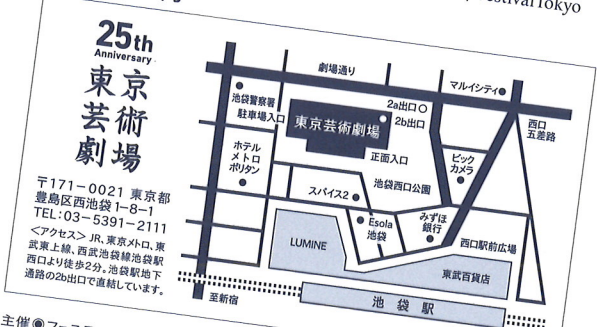 estivalTokyo
25th
Anniversary
東京
芸術
劇場
〒171-0021 東京都
豊島区西池袋1-8-1
TEL:03-5391-2111
<アクセス> JR、東京メトロ、東
武東上線、西武池袋線池袋駅
西口より徒歩2分。池袋駅地下
通路の2b出口で直結しています。
劇場通り
マルイシティ
池袋警察署
駐車場入口
2a出口
2b出口
東京芸術劇場
西口
五差路
ホテル
メトロ
ポリタン
正面入口
ビック
カメラ
池袋西口公園
スパイス2
Esola
池袋
みずほ
銀行
西口駅前広場
LUMINE
東武百貨店
池袋駅
至新宿
主催